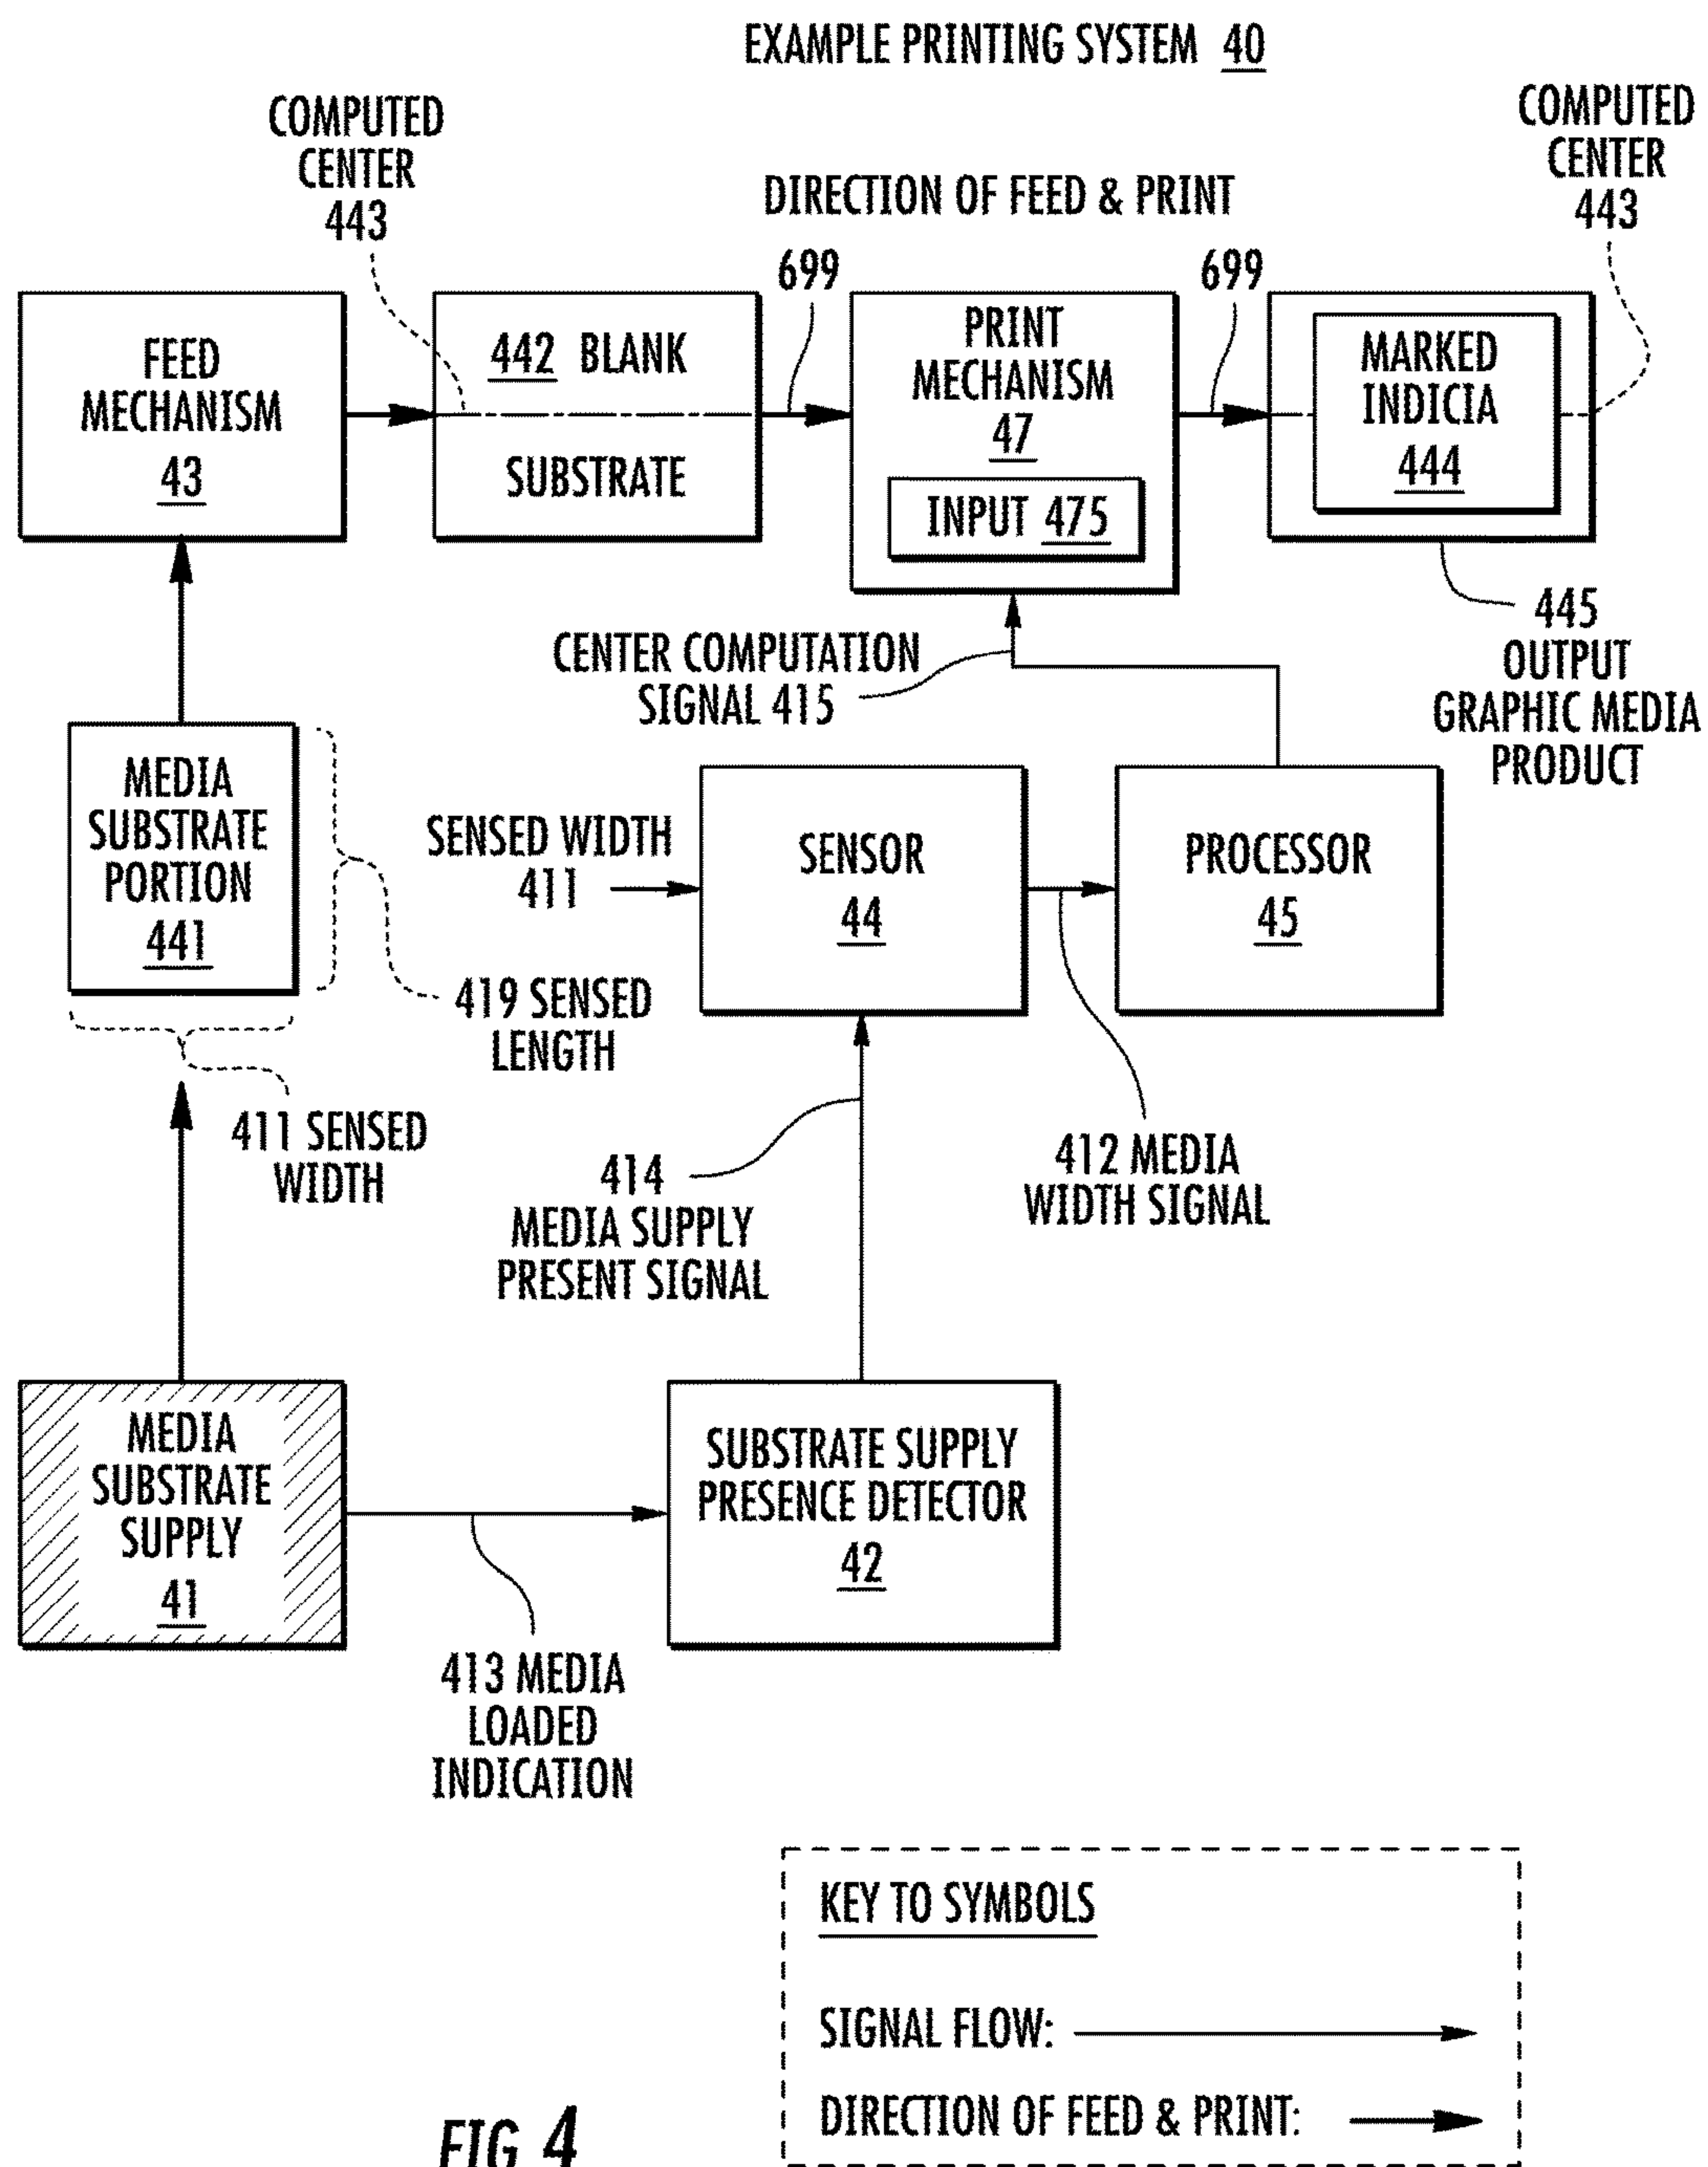 EXAMPLE PRINTING SYSTEM 40
COMPUTED
CENTER
443
COMPUTED
CENTER
443
DIRECTION OF FEED & PRINT
699
699
FEED
MECHANISM
43
442 BLANK
SUBSTRATE
PRINT
MECHANISM
47
INPUT 475
MARKED
INDICIA
444
445
OUTPUT
GRAPHIC MEDIA
PRODUCT
CENTER COMPUTATION
SIGNAL 415
MEDIA
SUBSTRATE
PORTION
441
SENSED WIDTH
411
SENSOR
44
PROCESSOR
45
419 SENSED
LENGTH
411 SENSED
WIDTH
414
MEDIA SUPPLY
PRESENT SIGNAL
412 MEDIA
WIDTH SIGNAL
MEDIA
SUBSTRATE
SUPPLY
41
SUBSTRATE SUPPLY
PRESENCE DETECTOR
42
413 MEDIA
LOADED
INDICATION
KEY TO SYMBOLS
SIGNAL FLOW:
DIRECTION OF FEED & PRINT:
FIG 4